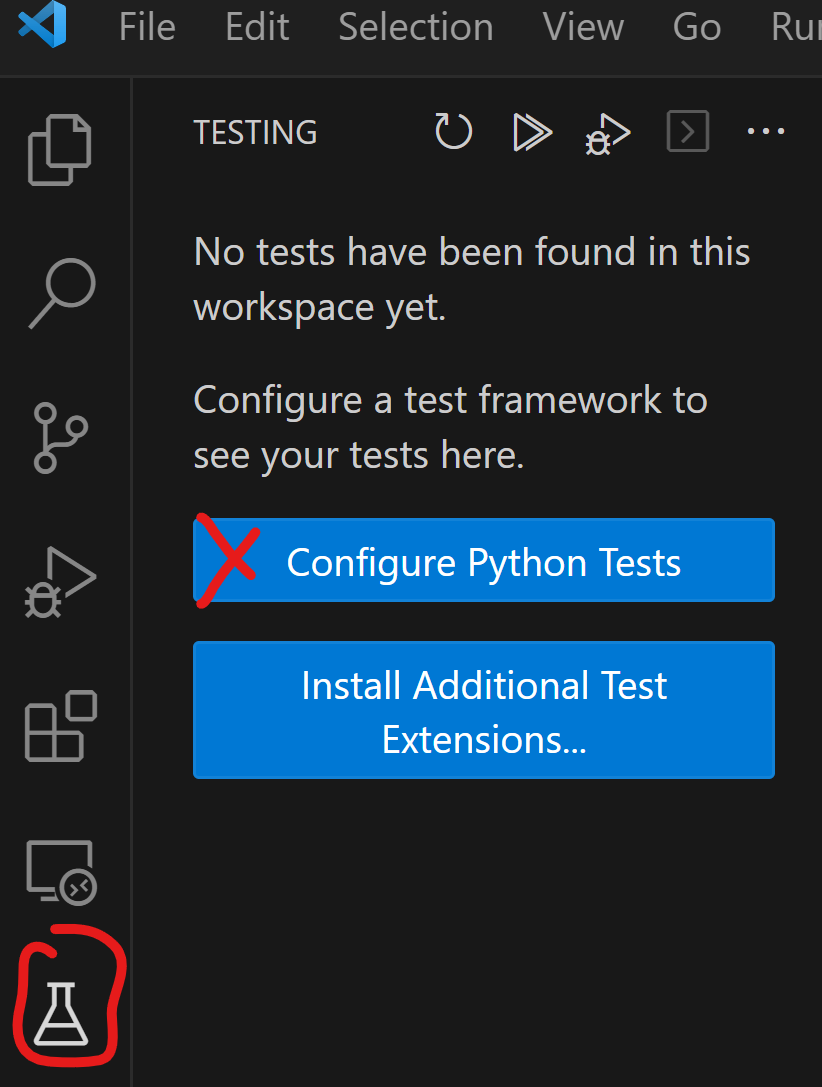 File Edit Selection View Go
TESTING
No tests have been found in this
workspace yet.
Configure a test framework to
see your tests here.
Configure Python Tests
Install Additional Test
Extensions...